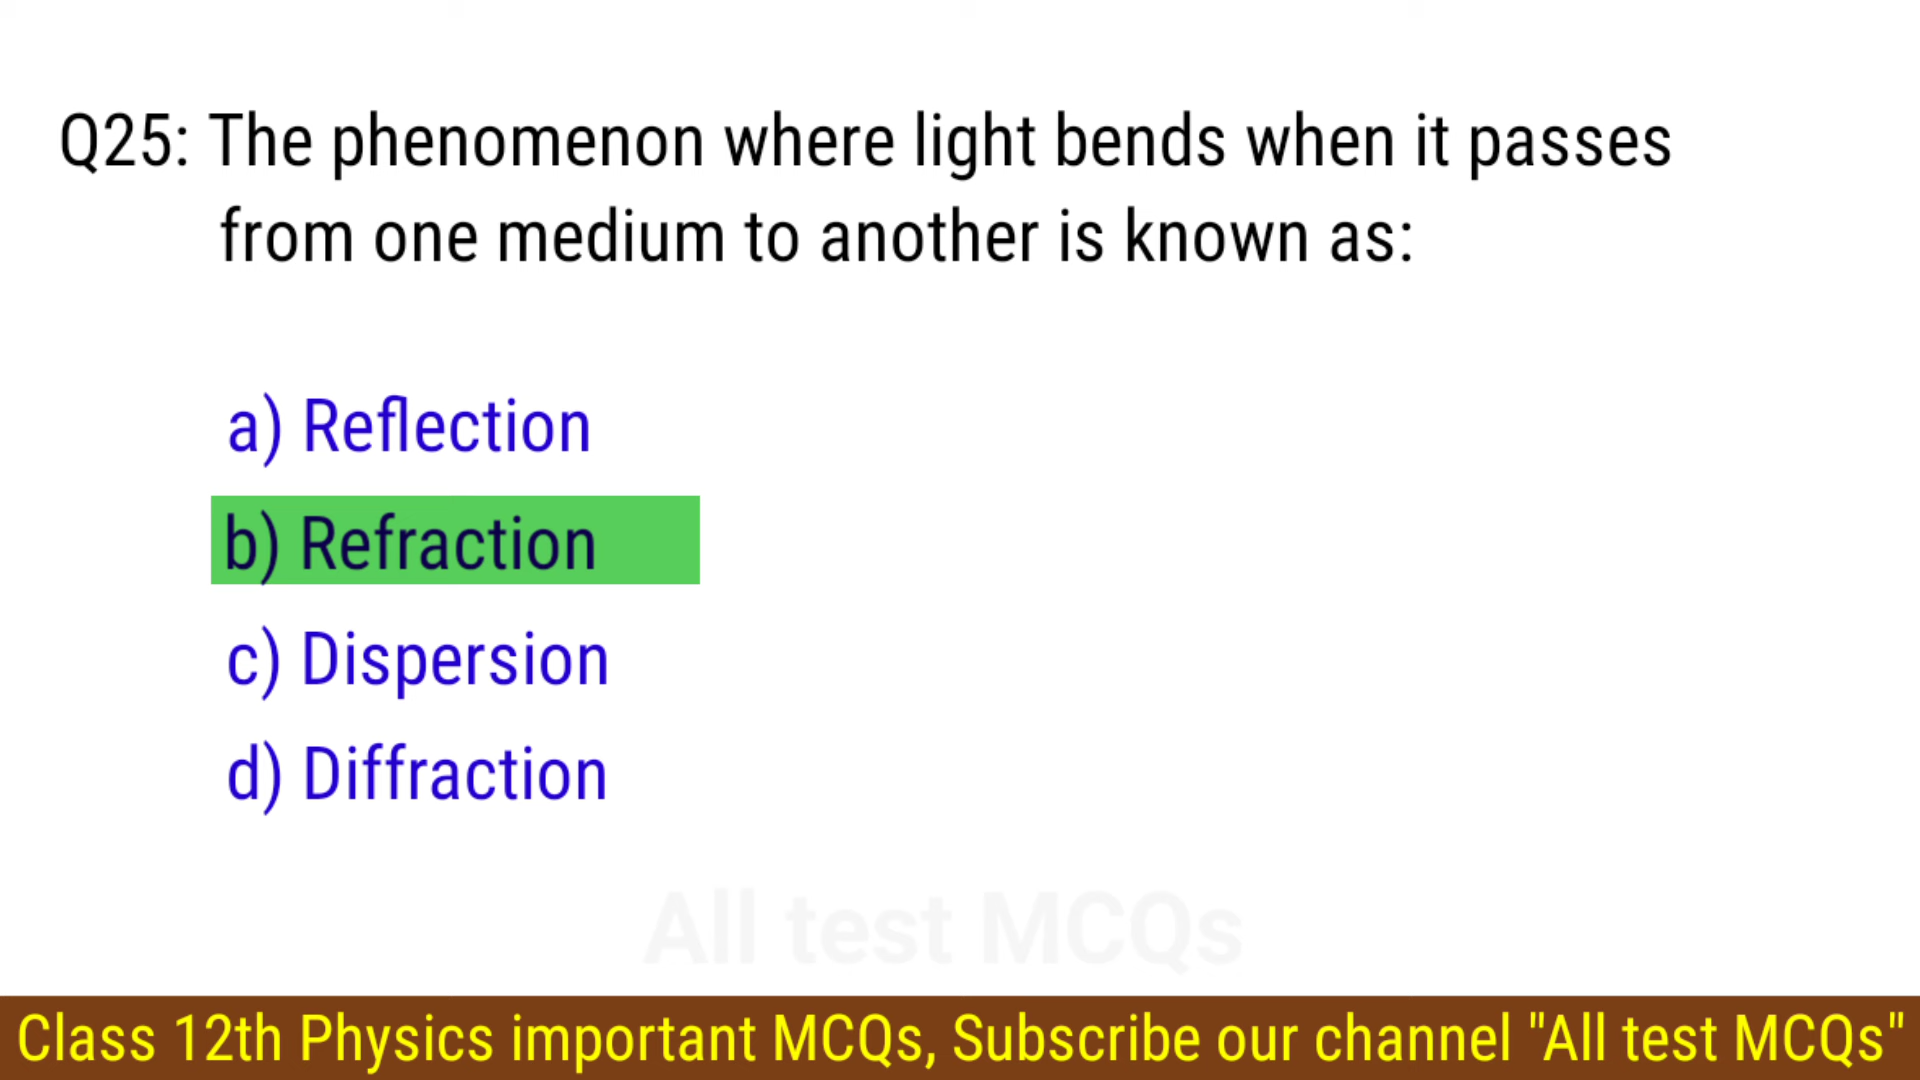 Q25: The phenomenon where light bends when it passes
from one medium to another is known as:
a) Reflection
b) Refraction
c) Dispersion
d) Diffraction
All test MCQs
Class 12th Physics important MCQs, Subscribe our channel "All test MCQs"